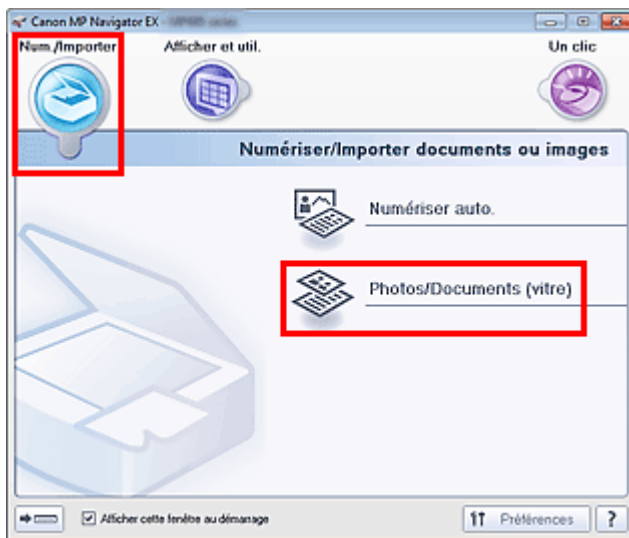 Canon MP Navigator EX
Num./Importer
Afficher et util.
Un clic
Numériser/Importer documents ou images
Numériser auto.
Photos/Documents (vitre)
Afficher cette fenêtre au démarrage
Préférences
?